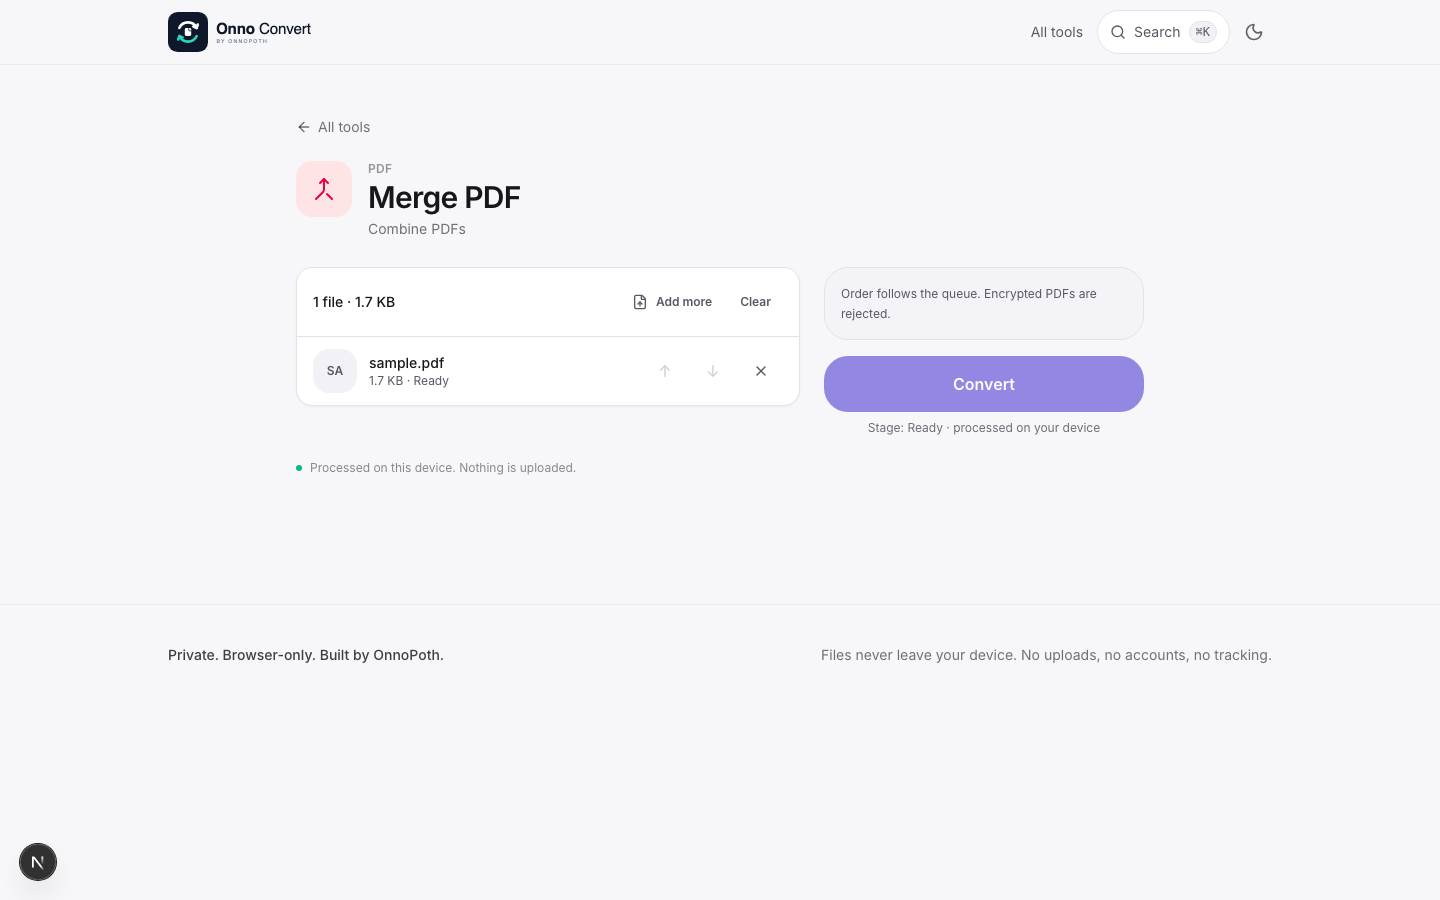 Onno Convert
BY ONNOPOTH
All tools
Search
⌘K
All tools
PDF
Merge PDF
Combine PDFs
1 file · 1.7 KB
Add more
Clear
SA
sample.pdf
1.7 KB · Ready
Order follows the queue. Encrypted PDFs are
rejected.
Convert
Stage: Ready · processed on your device
Processed on this device. Nothing is uploaded.
Private. Browser-only. Built by OnnoPoth.
Files never leave your device. No uploads, no accounts, no tracking.
N